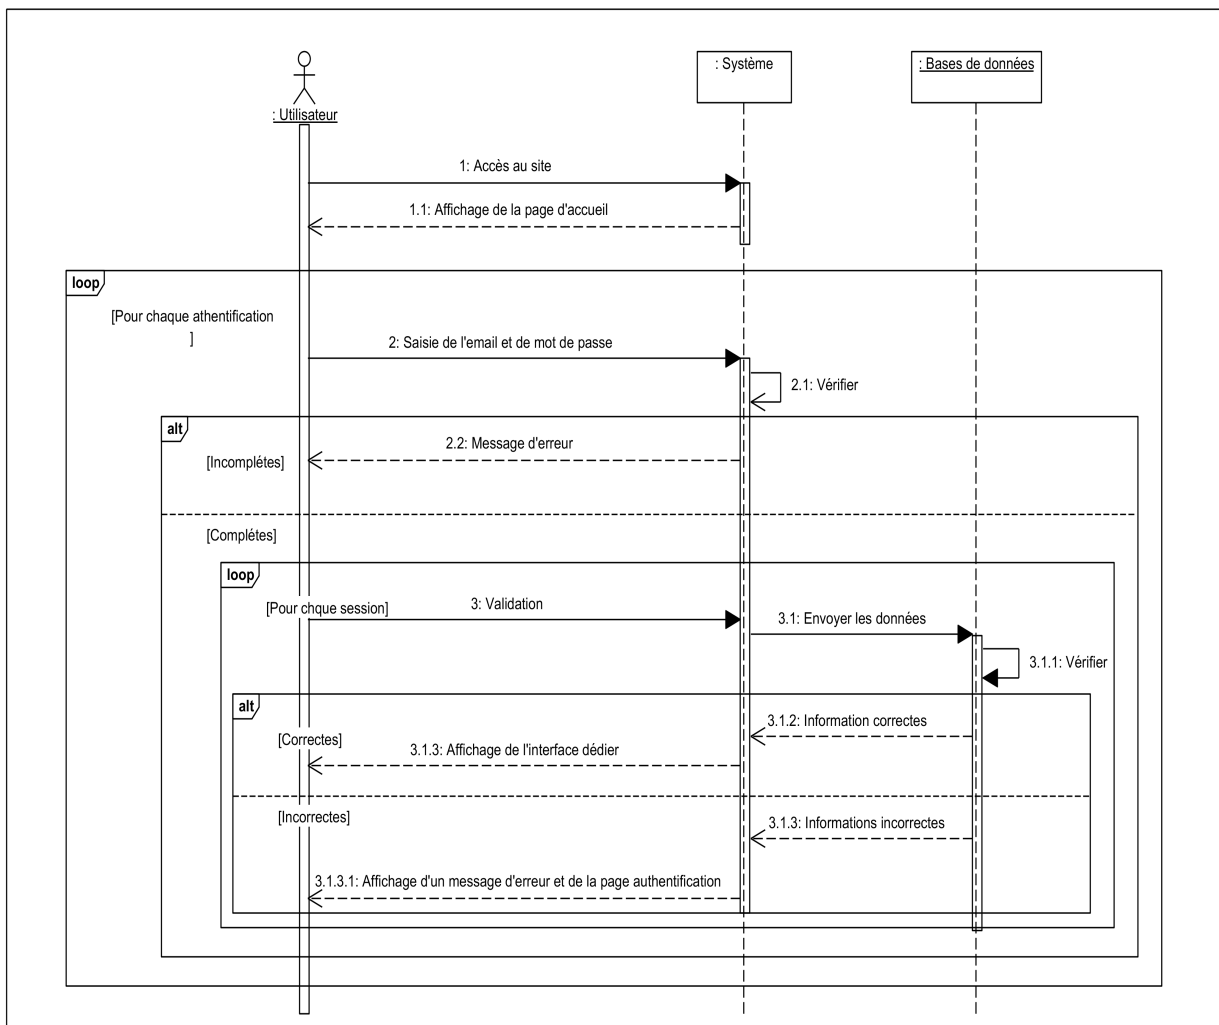 : Utilisateur
: Système
: Bases de données
1: Accès au site
1.1: Affichage de la page d'accueil
loop
[Pour chaque athentification
]
2: Saisie de l'email et de mot de passe
2.1: Vérifier
alt
2.2: Message d'erreur
[Incomplétes]
[Complétes]
loop
[Pour chque session]
3: Validation
3.1: Envoyer les données
3.1.1: Vérifier
alt
3.1.2: Information correctes
[Correctes]
3.1.3: Affichage de l'interface dédier
[Incorrectes]
3.1.3: Informations incorrectes
3.1.3.1: Affichage d'un message d'erreur et de la page authentification